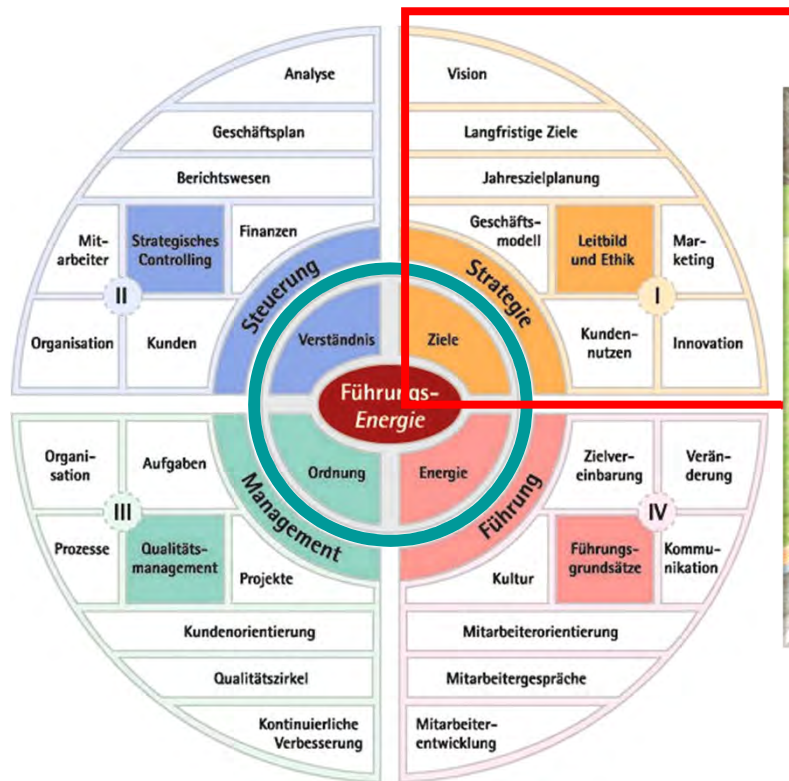 Analyse
Geschäftsplan
Berichtswesen
Mit-
arbeiter
Strategisches
Controlling
Finanzen
II
Organisation
Kunden
Steuerung
Verständnis
Vision
Langfristige Ziele
Jahreszielplanung
Geschäfts-
modell
Leitbild
und Ethik
Mar-
keting
I
Kunden-
nutzen
Innovation
Strategie
Ziele
Führungs-
Energie
Ordnung
Management
Organi-
sation
Aufgaben
III
Prozesse
Qualitäts-
management
Projekte
Kundenorientierung
Qualitätszirkel
Kontinuierliche
Verbesserung
Energie
Führung
Zielver-
einbarung
Verän-
derung
IV
Kultur
Führungs-
grundsätze
Kommu-
nikation
Mitarbeiterorientierung
Mitarbeitergespräche
Mitarbeiter-
entwicklung